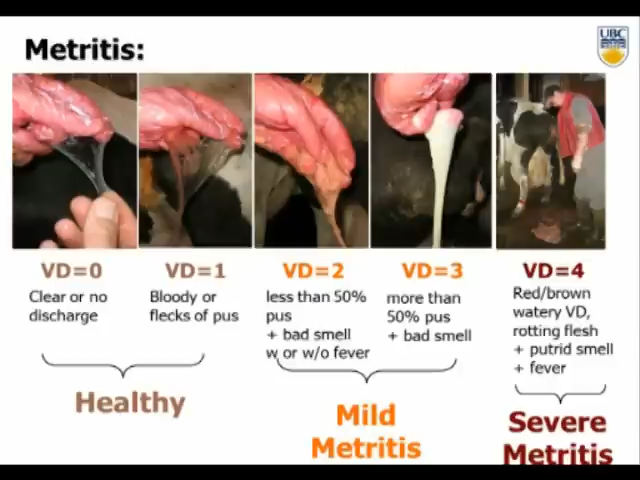 Metritis:
UBC
VD=0
Clear or no
discharge
VD=1
Bloody or
flecks of pus
VD=2
less than 50%
pus
+ bad smell
w or w/o fever
VD=3
more than
50% pus
+ bad smell
VD=4
Red/brown
watery VD,
rotting flesh
+ putrid smell
+ fever
Healthy
Mild
Metritis
Severe
Metritis